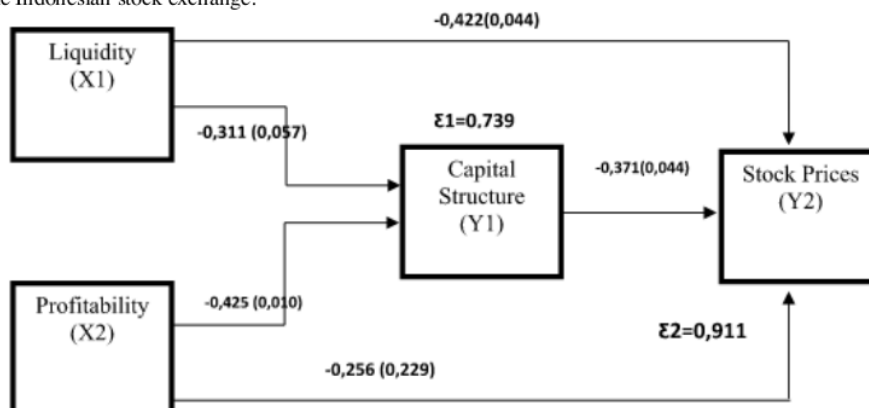 Indonesian stock exchange.
-0,422(0,044)
Liquidity
(X1)
-0,311 (0,057)
Ɛ1=0,739
Capital
Structure
(Y1)
-0,371(0,044)
Stock Prices
(Y2)
Profitability
(X2)
-0,425 (0,010)
Ɛ2=0,911
-0,256 (0,229)